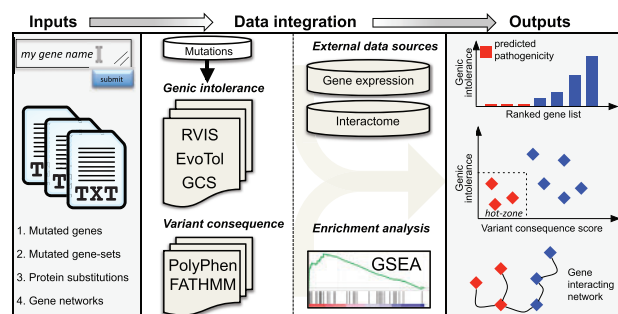 Inputs
Data integration
Outputs
my gene name
submit
T
T
TXT
1. Mutated genes
2. Mutated gene-sets
3. Protein substitutions
4. Gene networks
Mutations
Genic intolerance
RVIS
EvoTol
GCS
Variant consequence
PolyPhen
FATHMM
External data sources
Gene expression
Interactome
Enrichment analysis
GSEA
Genic
intolerance
predicted
pathogenicity
Ranked gene list
Genic
intolerance
hot-zone
Variant consequence score
Gene
interacting
network